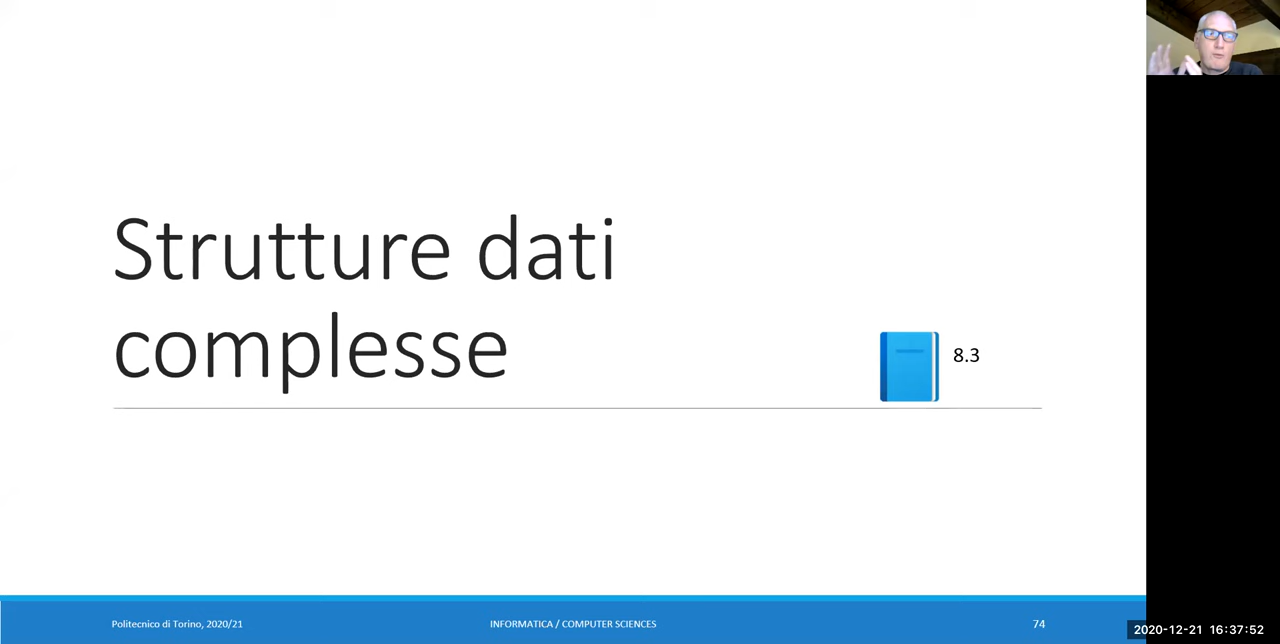 Strutture dati
complesse
8.3
Politecnico di Torino, 2020/21
INFORMATICA / COMPUTER SCIENCES
74
2020-12-21 16:37:52